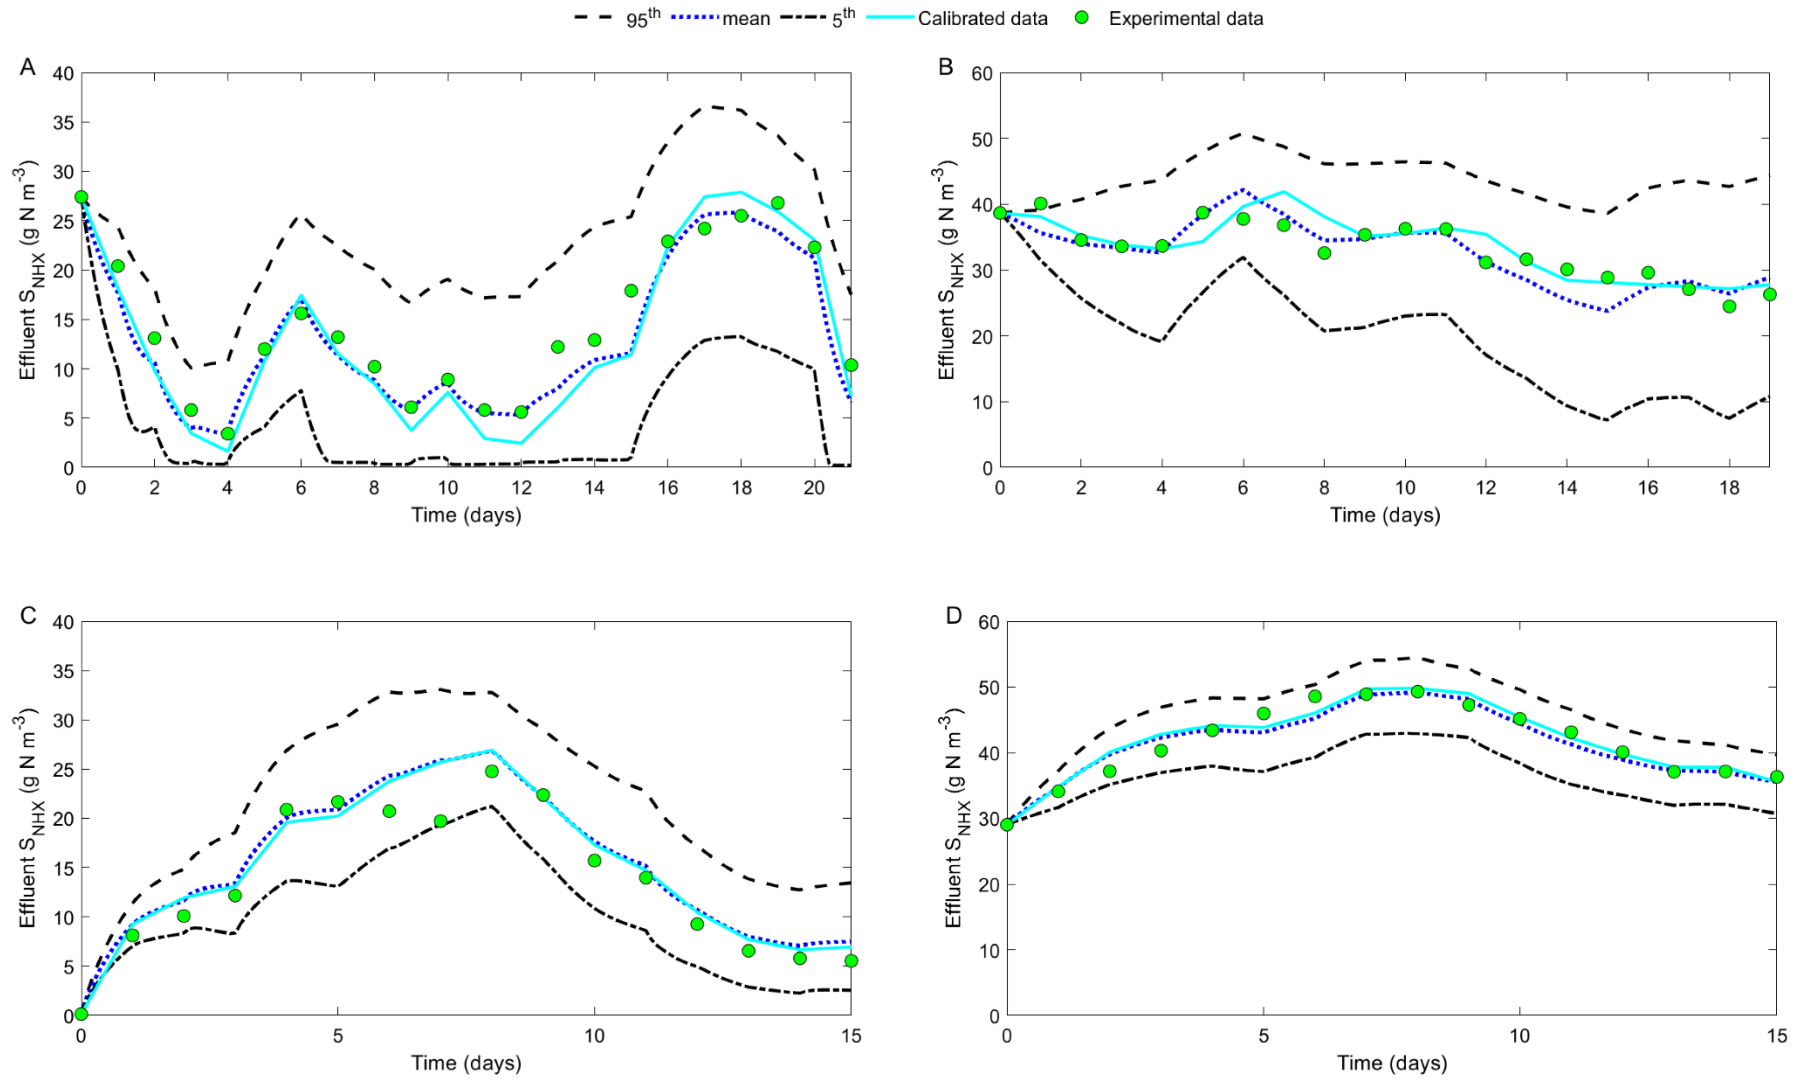 95th mean 5th Calibrated data Experimental data
A
Effluent SNHX (g N m-3)
40
35
30
25
20
15
10
5
0
0 2 4 6 8 10 12 14 16 18 20
Time (days)
B
Effluent SNHX (g N m-3)
60
50
40
30
20
10
0
0 2 4 6 8 10 12 14 16 18
Time (days)
C
Effluent SNHX (g N m-3)
40
35
30
25
20
15
10
5
0
0 5 10 15
Time (days)
D
Effluent SNHX (g N m-3)
60
50
40
30
20
10
0
0 5 10 15
Time (days)